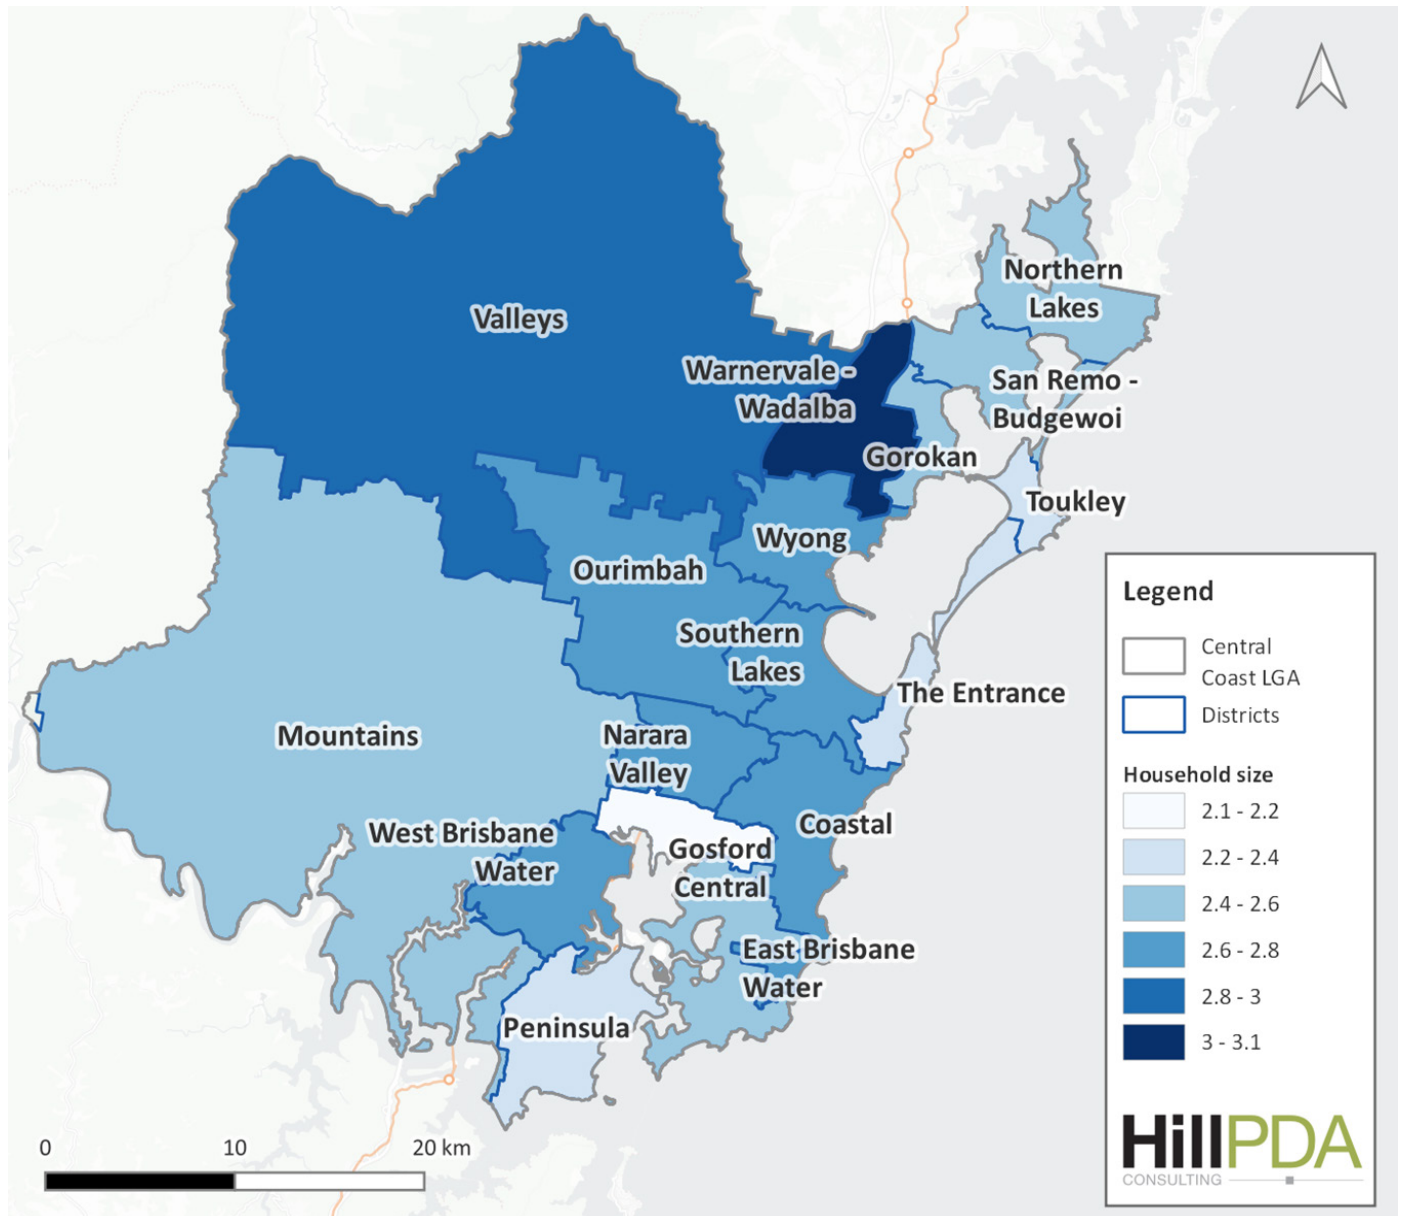 Northern
Lakes
Valleys
Warnervale -
Wadalba
San Remo -
Budgewoi
Gorokan
Toukley
Wyong
Ourimbah
Southern
Lakes
The Entrance
Mountains
Narara
Valley
Coastal
West Brisbane
Water
Gosford
Central
East Brisbane
Water
Peninsula
0 10 20 km
Legend
Central
Coast LGA
Districts
Household size
2.1 - 2.2
2.2 - 2.4
2.4 - 2.6
2.6 - 2.8
2.8 - 3
3 - 3.1
HillPDA
CONSULTING